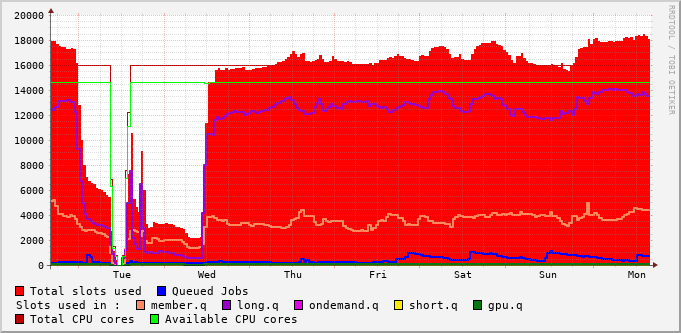 RRDTOOL / TOBI OETIKER
20000
18000
16000
14000
12000
10000
8000
6000
4000
2000
0
Tue Wed Thu Fri Sat Sun Mon
Total slots used Queued Jobs
Slots used in : member.q long.q ondemand.q short.q gpu.q
Total CPU cores Available CPU cores